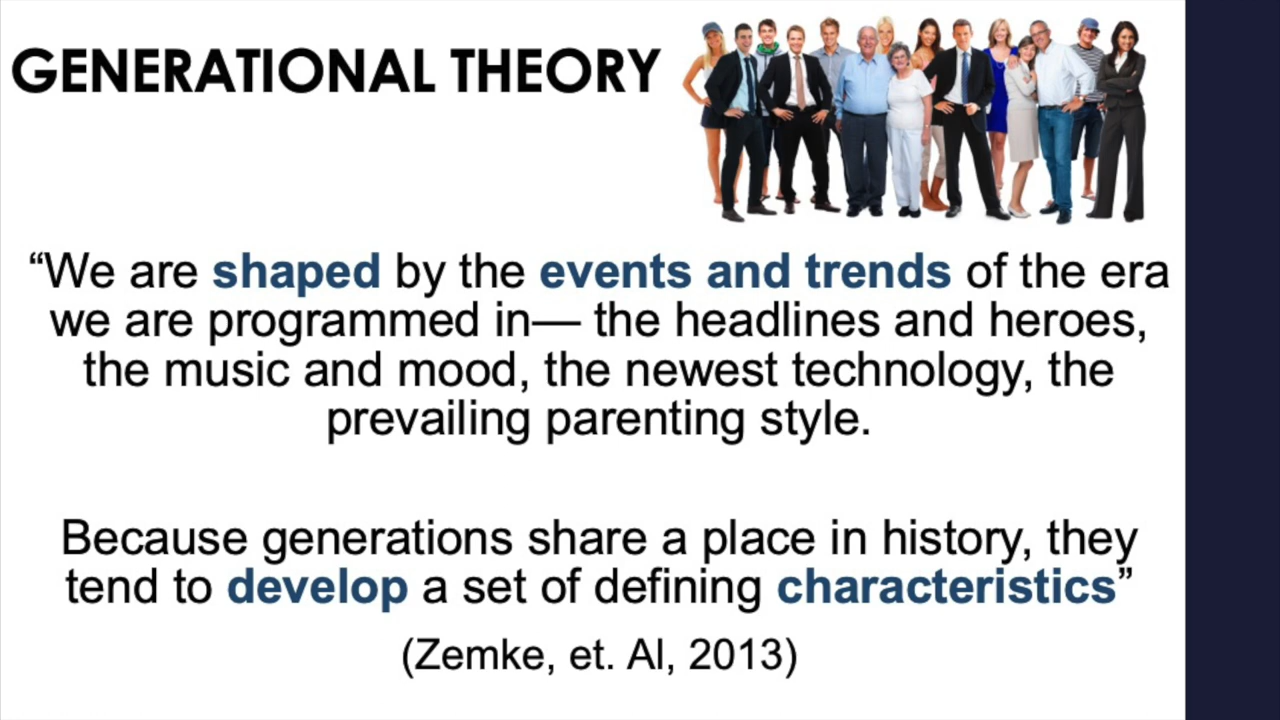 GENERATIONAL THEORY
“We are shaped by the events and trends of the era
we are programmed in— the headlines and heroes,
the music and mood, the newest technology, the
prevailing parenting style.
Because generations share a place in history, they
tend to develop a set of defining characteristics”
(Zemke, et. Al, 2013)